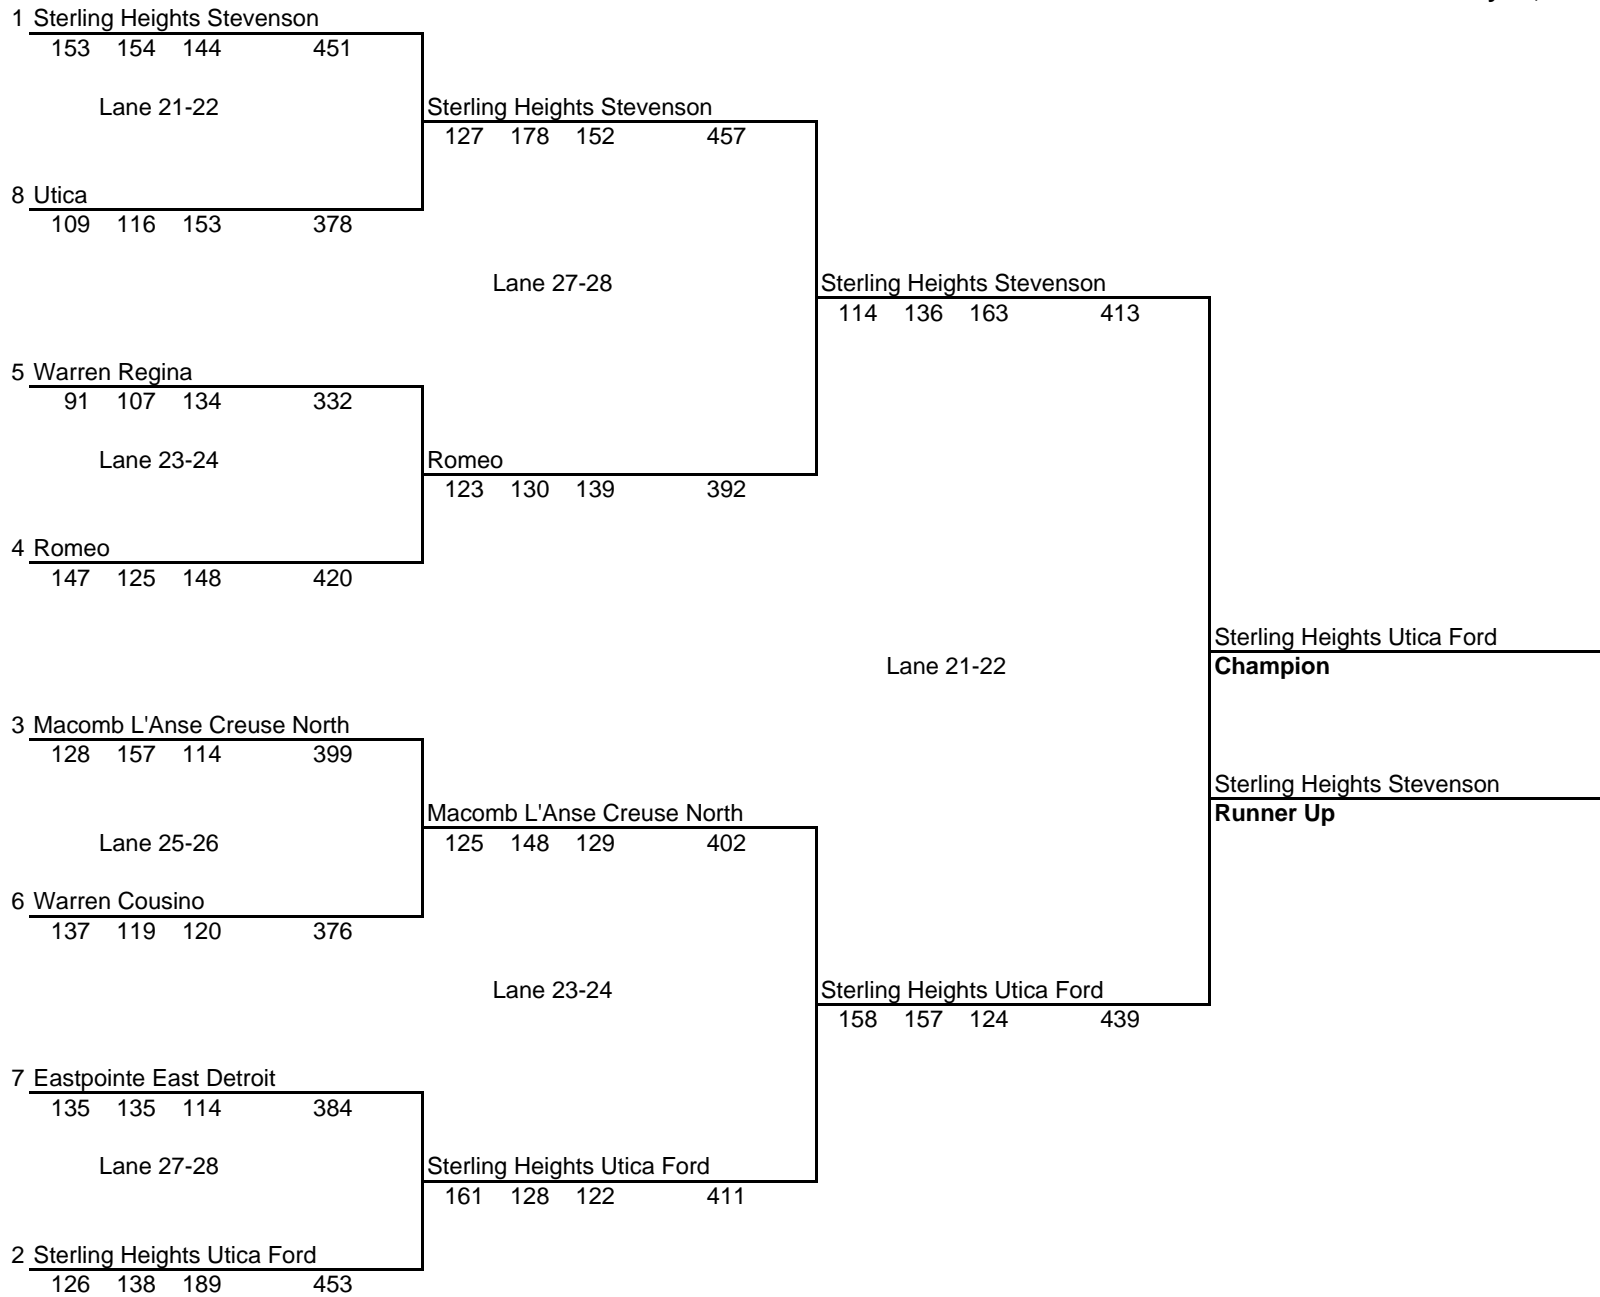 1 Sterling Heights Stevenson
153 154 144 451
Lane 21-22
Sterling Heights Stevenson
127 178 152 457
8 Utica
109 116 153 378
Lane 27-28
Sterling Heights Stevenson
114 136 163 413
5 Warren Regina
91 107 134 332
Lane 23-24
Romeo
123 130 139 392
4 Romeo
147 125 148 420
Sterling Heights Utica Ford
Lane 21-22
Champion
3 Macomb L'Anse Creuse North
128 157 114 399
Sterling Heights Stevenson
Runner Up
Macomb L'Anse Creuse North
Lane 25-26
125 148 129 402
6 Warren Cousino
137 119 120 376
Lane 23-24
Sterling Heights Utica Ford
158 157 124 439
7 Eastpointe East Detroit
135 135 114 384
Lane 27-28
Sterling Heights Utica Ford
161 128 122 411
2 Sterling Heights Utica Ford
126 138 189 453